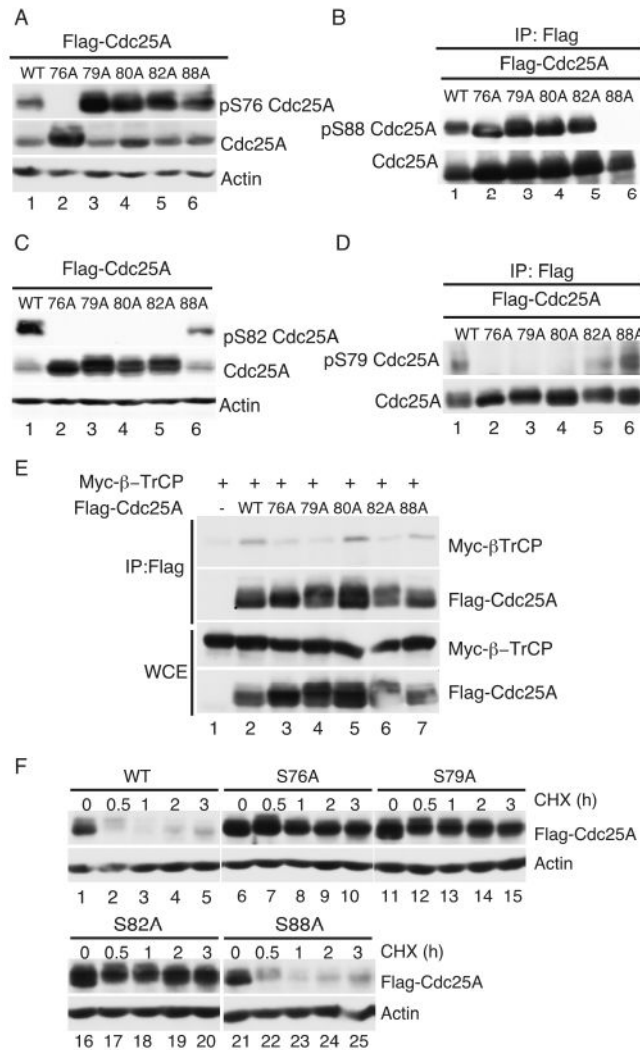 A
Flag-Cdc25A
WT 76A 79A 80A 82A 88A
pS76 Cdc25A
Cdc25A
Actin
1 2 3 4 5 6
B
IP: Flag
Flag-Cdc25A
WT 76A 79A 80A 82A 88A
pS88 Cdc25A
Cdc25A
1 2 3 4 5 6
C
Flag-Cdc25A
WT 76A 79A 80A 82A 88A
pS82 Cdc25A
Cdc25A
Actin
1 2 3 4 5 6
D
IP: Flag
Flag-Cdc25A
WT 76A 79A 80A 82A 88A
pS79 Cdc25A
Cdc25A
1 2 3 4 5 6
E
Myc-β-TrCP + + + + + + +
Flag-Cdc25A - WT 76A 79A 80A 82A 88A
IP:Flag
Myc-βTrCP
Flag-Cdc25A
WCE
Myc-β-TrCP
Flag-Cdc25A
1 2 3 4 5 6 7
F
WT S76A S79A
0 0.5 1 2 3 0 0.5 1 2 3 0 0.5 1 2 3 CHX (h)
Flag-Cdc25A
Actin
1 2 3 4 5 6 7 8 9 10 11 12 13 14 15
S82A S88A
0 0.5 1 2 3 0 0.5 1 2 3 CHX (h)
Flag-Cdc25A
Actin
16 17 18 19 20 21 22 23 24 25